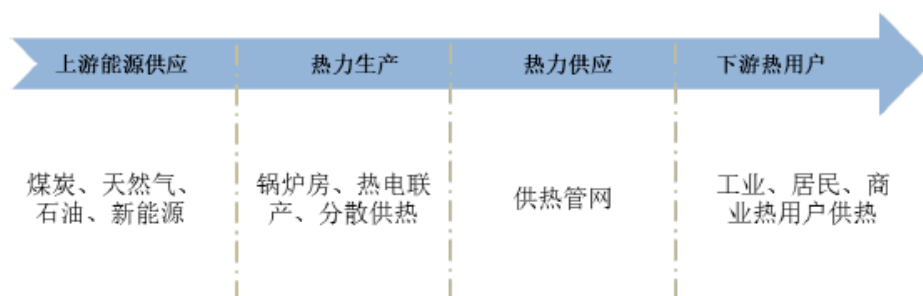 上游能源供应
热力生产
热力供应
下游热用户
煤炭、天然气、
石油、新能源
锅炉房、热电联
产、分散供热
供热管网
工业、居民、商
业热用户供热